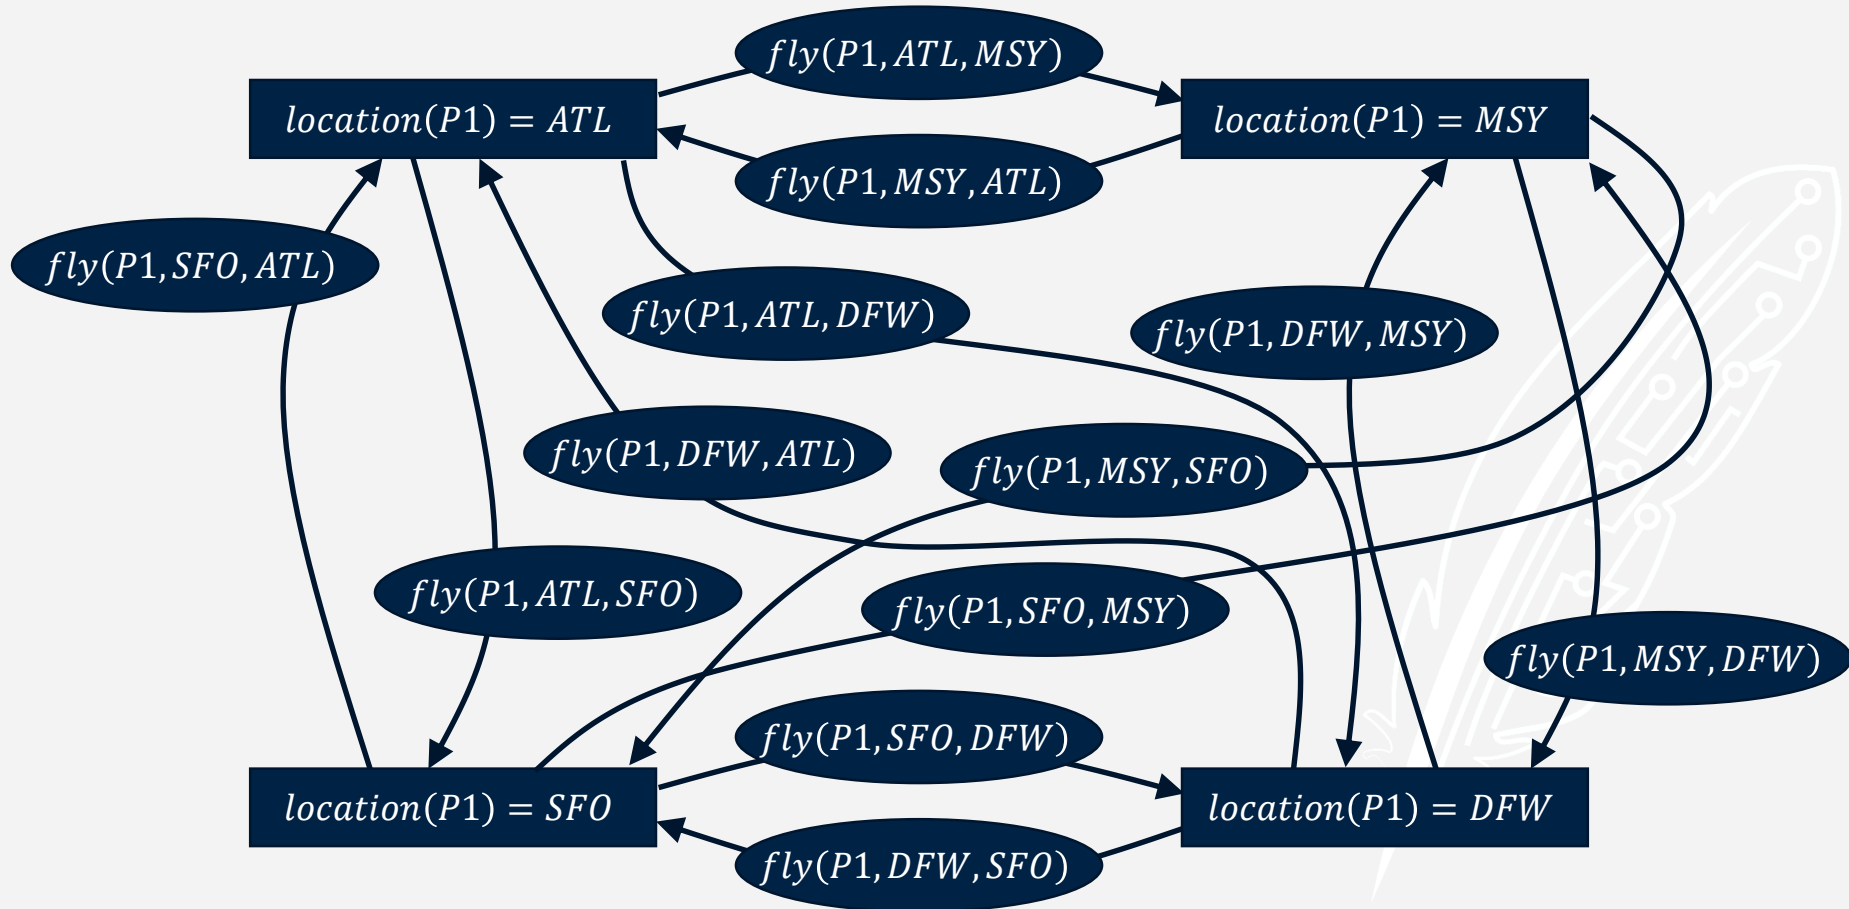 fly(P1, ATL, MSY)
location(P1) = ATL
location(P1) = MSY
fly(P1, MSY, ATL)
fly(P1, SFO, ATL)
fly(P1, ATL, DFW)
fly(P1, DFW, MSY)
fly(P1, DFW, ATL)
fly(P1, MSY, SFO)
fly(P1, ATL, SFO)
fly(P1, SFO, MSY)
fly(P1, MSY, DFW)
fly(P1, SFO, DFW)
location(P1) = SFO
location(P1) = DFW
fly(P1, DFW, SFO)